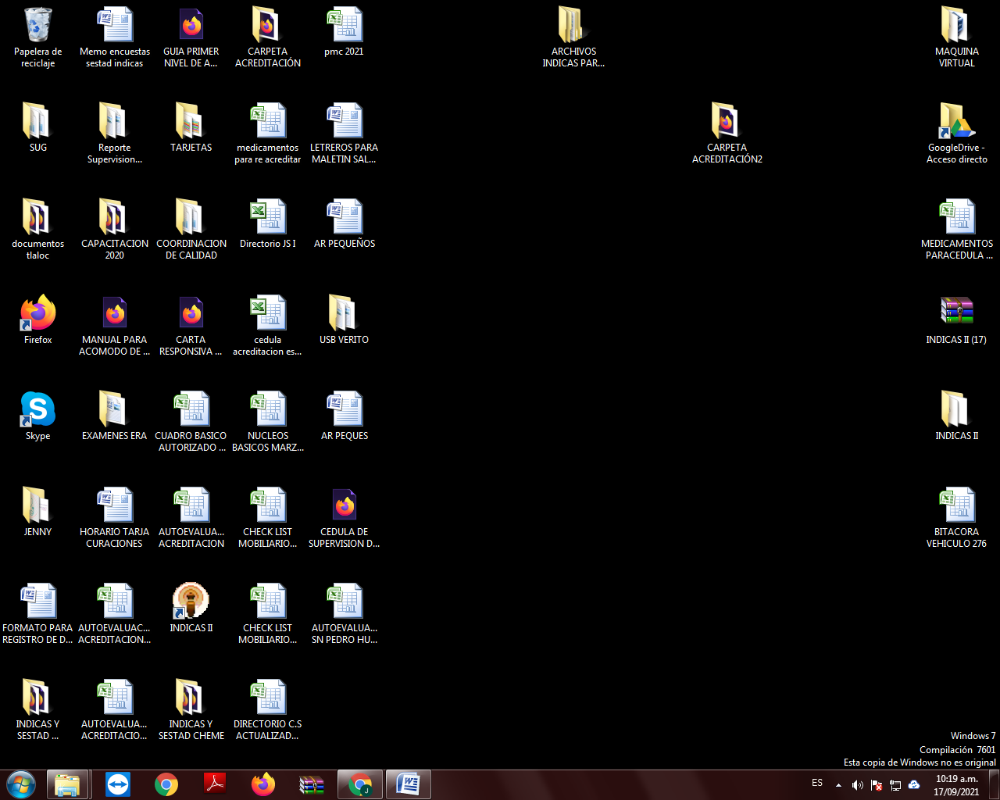 Papelera de
reciclaje
Memo encuestas
sestad indicas
GUIA PRIMER
NIVEL DE A...
CARPETA
ACREDITACIÓN
pmc 2021
ARCHIVOS
INDICAS PAR...
MAQUINA
VIRTUAL
SUG
Reporte
Supervision...
TARJETAS
medicamentos
para re acreditar
LETREROS PARA
MALETIN SAL...
CARPETA
ACREDITACIÓN2
GoogleDrive -
Acceso directo
documentos
tlaloc
CAPACITACION
2020
COORDINACION
DE CALIDAD
Directorio JS I
AR PEQUEÑOS
MEDICAMENTOS
PARACEDULA ...
Firefox
MANUAL PARA
ACOMODO DE ...
CARTA
RESPONSIVA ...
cedula
acreditacion es...
USB VERITO
INDICAS II (17)
Skype
EXAMENES ERA
CUADRO BASICO
AUTORIZADO ...
NUCLEOS
BASICOS MARZ...
AR PEQUES
INDICAS II
JENNY
HORARIO TARJA
CURACIONES
AUTOEVALUA...
ACREDITACION
CHECK LIST
MOBILIARIO...
CEDULA DE
SUPERVISION D...
BITACORA
VEHICULO 276
FORMATO PARA
REGISTRO DE D...
AUTOEVALUAC...
ACREDITACION...
INDICAS II
CHECK LIST
MOBILIARIO...
AUTOEVALUA...
SN PEDRO HU...
INDICAS Y
SESTAD ...
AUTOEVALUA...
ACREDITACIO...
INDICAS Y
SESTAD CHEME
DIRECTORIO C.S
ACTUALIZAD...
Windows 7
Compilación 7601
Esta copia de Windows no es original
ES
10:19 a.m.
17/09/2021